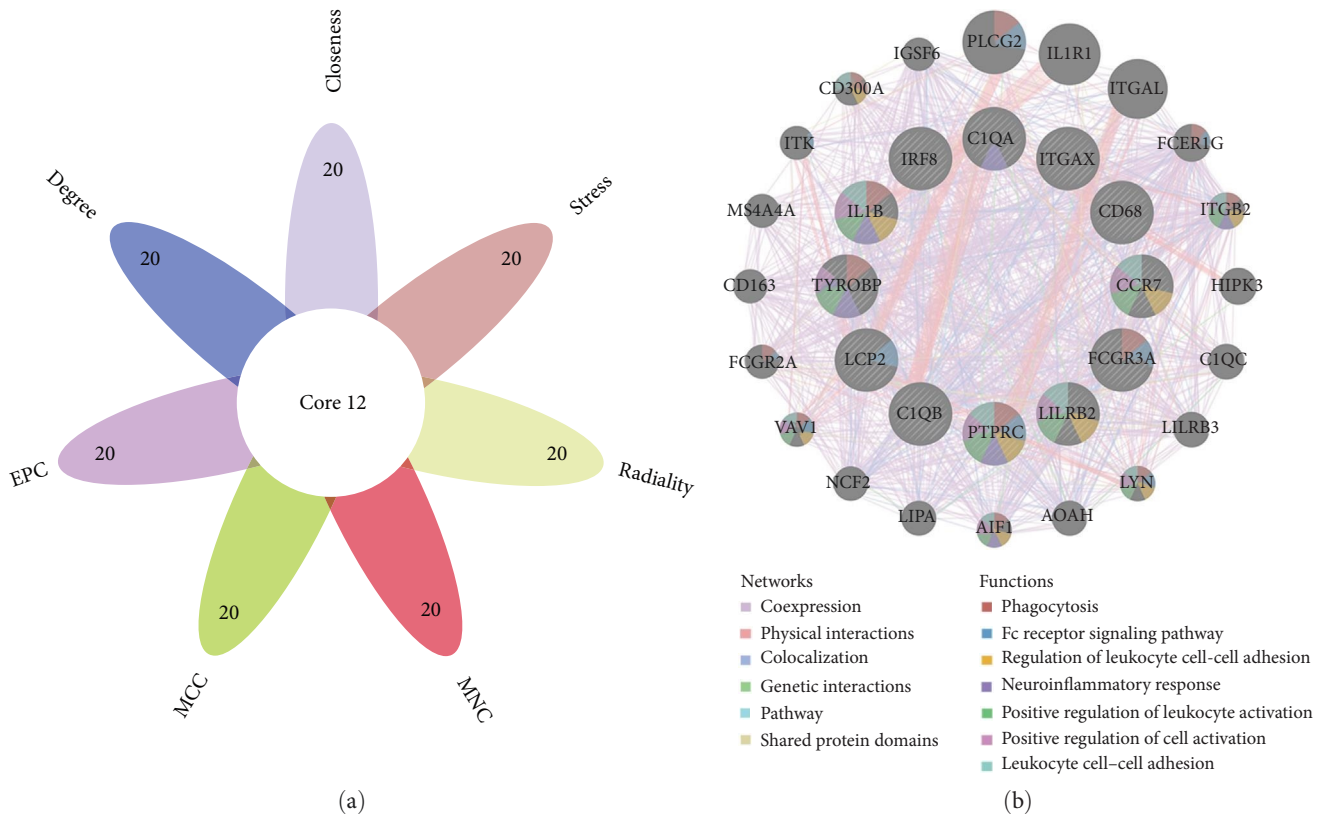 Closeness
20
Stress
20
Degree
20
Core 12
Radiality
20
EPC
20
MCC
20
MNC
20
(a)
PLCG2
IL1R1
IGSF6
ITGAL
CD300A
C1QA
ITK
FCER1G
IRF8
ITGAX
MS4A4A
IL1B
CD68
ITGB2
CD163
TYROBP
CCR7
HIPK3
FCGR2A
LCP2
FCGR3A
C1QC
VAV1
C1QB
PTPRC
LILRB2
LILRB3
NCF2
LYN
LIPA
AIF1
AOAH
Networks
Coexpression
Physical interactions
Colocalization
Genetic interactions
Pathway
Shared protein domains
Functions
Phagocytosis
Fc receptor signaling pathway
Regulation of leukocyte cell-cell adhesion
Neuroinflammatory response
Positive regulation of leukocyte activation
Positive regulation of cell activation
Leukocyte cell–cell adhesion
(b)